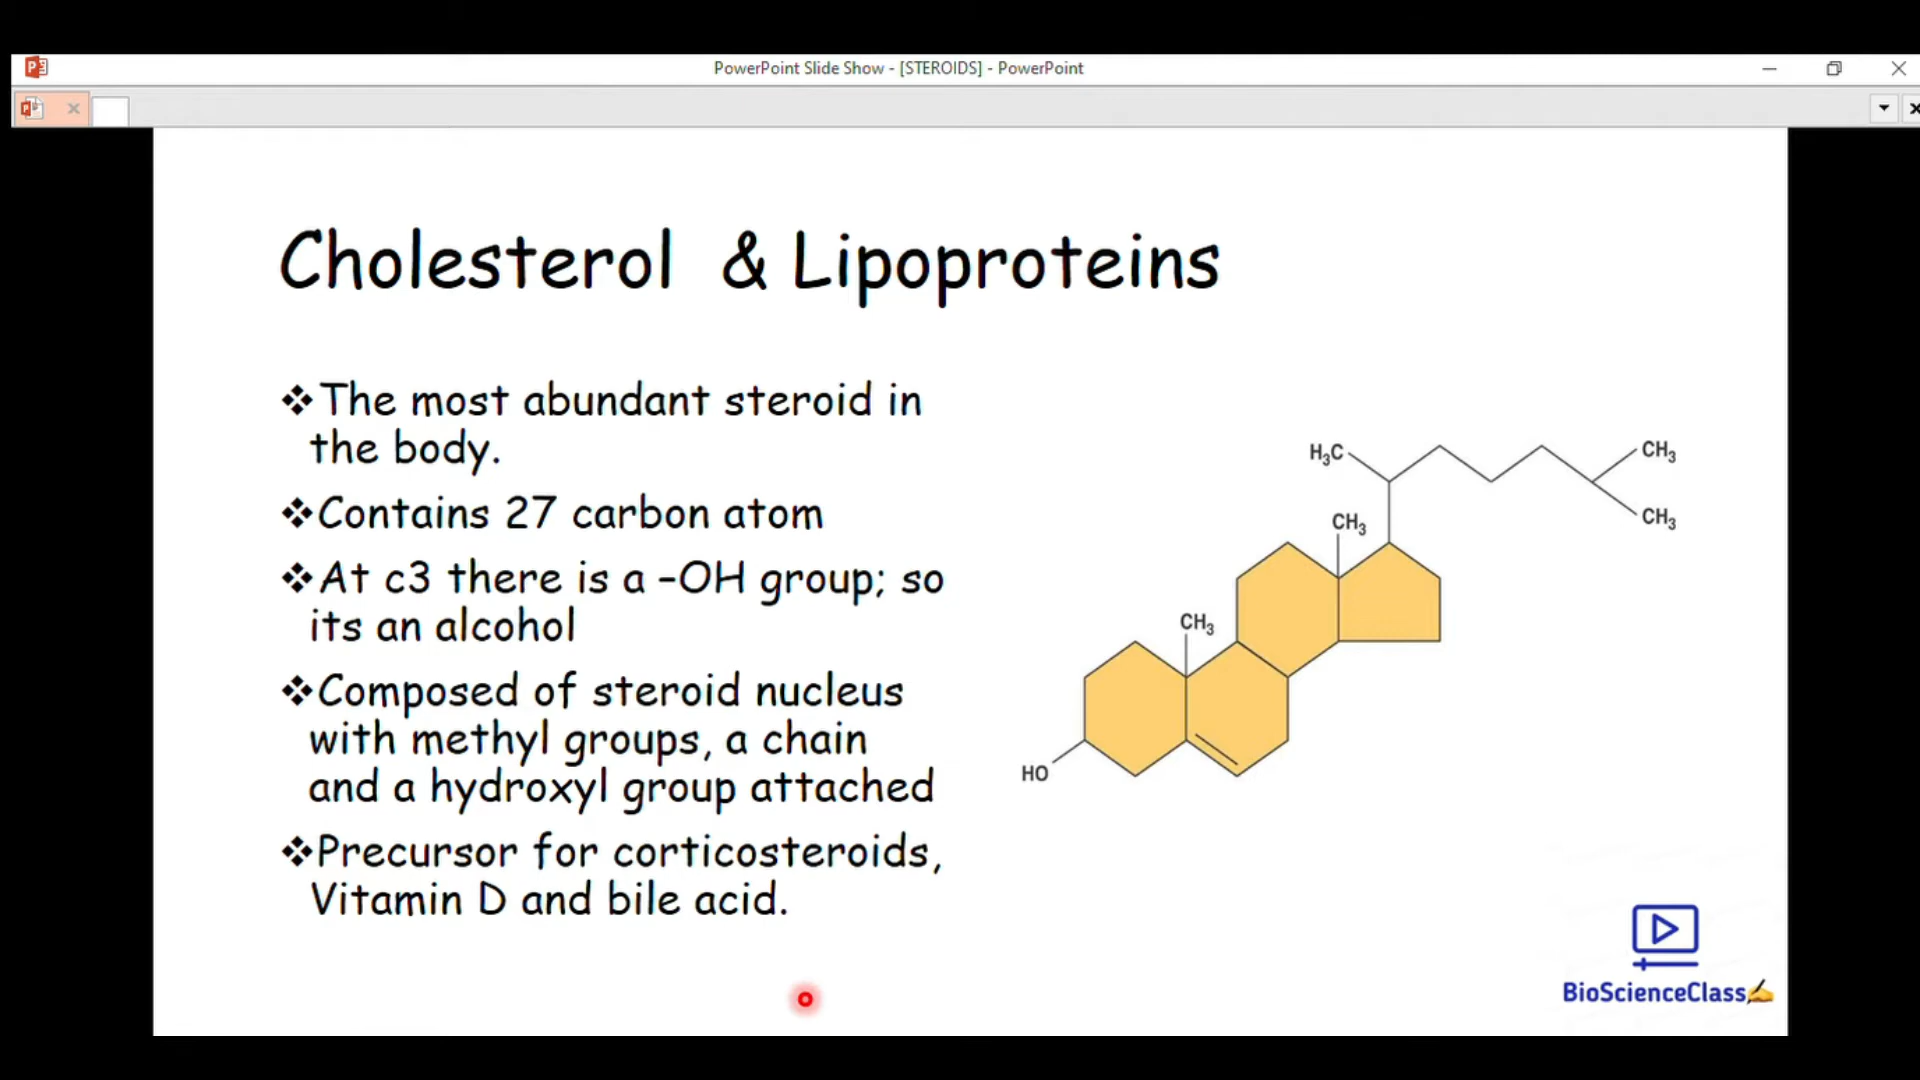 PowerPoint Slide Show - [STEROIDS] - PowerPoint
Cholesterol & Lipoproteins
❖The most abundant steroid in
the body.
❖Contains 27 carbon atom
❖At c3 there is a –OH group; so
its an alcohol
❖Composed of steroid nucleus
with methyl groups, a chain
and a hydroxyl group attached
❖Precursor for corticosteroids,
Vitamin D and bile acid.
H₃C
CH₃
CH₃
CH₃
CH₃
HO
BioScienceClass✍